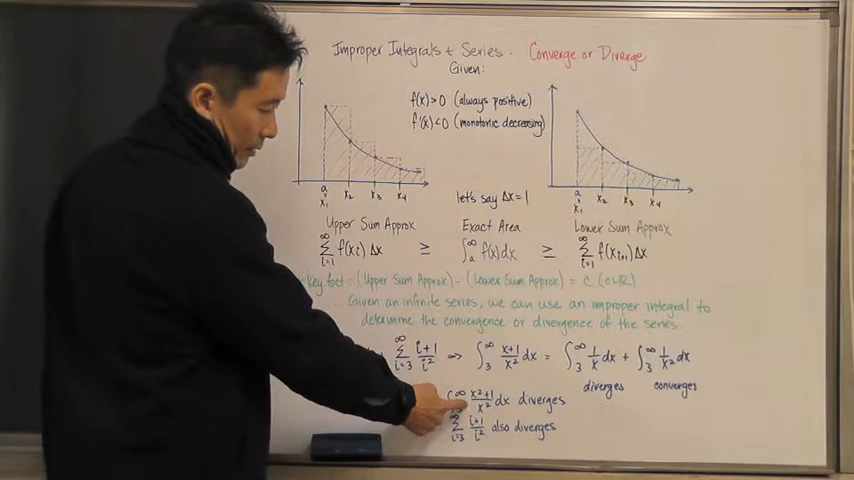 Improper Integrals + Series: Converge or Diverge
Given:
f(x)>0 (always positive)
f'(x)<0 (monotonic decreasing)
a x₂ x₃ x₄
x₁
a x₂ x₃ x₄
x₁
let's say Δx=1
Upper Sum Approx Exact Area Lower Sum Approx
∞∑i=1 f(xi) Δx ≥ ∫a^∞ f(x)dx ≥ ∞∑i=1 f(xi+1)Δx
key fact: (Upper Sum Approx) - (Lower Sum Approx) = C (C∈ℝ)
Given an infinite series, we can use an improper integral to
determine the convergence or divergence of the series.
∞∑i=3 i+1/i² => ∫3^∞ x+1/x² dx = ∫3^∞ 1/x dx + ∫3^∞ 1/x² dx
diverges converges
∞ x²+1/x² dx diverges
∞∑i=3 i+1/i² also diverges